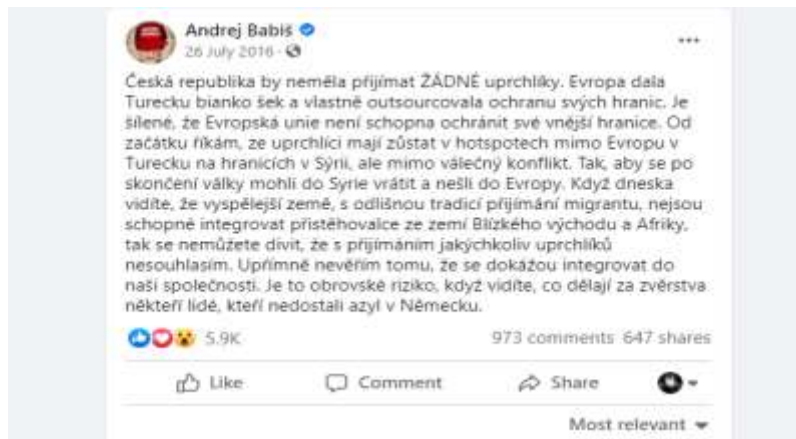 Andrej Babiš
26 July 2016 ·
Česká republika by neměla přijímat ŽÁDNÉ uprchlíky. Evropa dala
Turecku bianko šek a vlastně outsourcovala ochranu svých hranic. Je
šílené, že Evropská unie není schopna ochránit své vnější hranice. Od
začátku říkám, ze uprchlíci mají zůstat v hotspotech mimo Evropu v
Turecku na hranicích v Sýrii, ale mimo válečný konflikt. Tak, aby se po
skončení války mohli do Syrie vrátit a nešli do Evropy. Když dneska
vidíte, že vyspělejší země, s odlišnou tradicí přijímání migrantu, nejsou
schopné integrovat přistěhovalce ze zemí Blízkého východu a Afriky,
tak se nemůžete divit, že s přijímáním jakýchkoliv uprchlíků
nesouhlasím. Upřímně nevěřím tomu, že se dokážou integrovat do
naší společnosti. Je to obrovské riziko, když vidíte, co dělají za zvěrstva
někteří lidé, kteří nedostali azyl v Německu.
5.9K 973 comments 647 shares
Like Comment Share
Most relevant